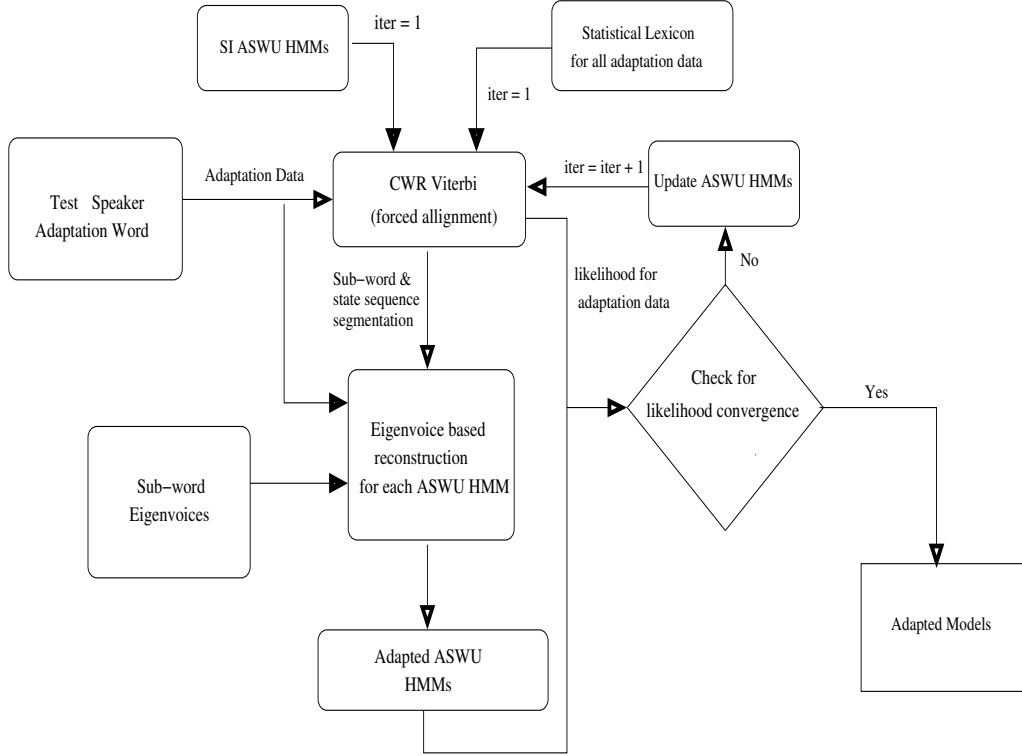 iter = 1
SI ASWU HMMs
Statistical Lexicon
for all adaptation data
iter = 1
Test Speaker
Adaptation Word
Adaptation Data
CWR Viterbi
(forced allignment)
iter = iter + 1
Update ASWU HMMs
No
Sub−word &
state sequence
segmentation
likelihood for
adaptation data
Check for
likelihood convergence
Yes
Eigenvoice based
reconstruction
for each ASWU HMM
Sub−word
Eigenvoices
Adapted ASWU
HMMs
Adapted Models